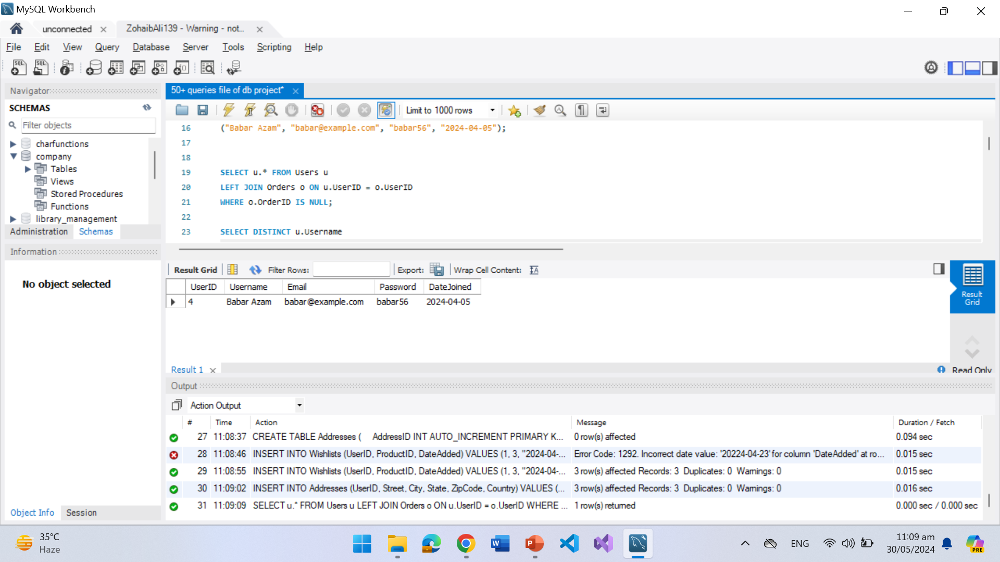 MySQL Workbench
unconnected
ZohaibAli139 - Warning - not...
File Edit View Query Database Server Tools Scripting Help
SQL SQL
Navigator
SCHEMAS
Filter objects
charfunctions
company
Tables
Views
Stored Procedures
Functions
library_management
Administration Schemas
Information
No object selected
Object Info Session
50+ queries file of db project*
Limit to 1000 rows
16 ("Babar Azam", "babar@example.com", "babar56", "2024-04-05");
17
18
19 SELECT u.* FROM Users u
20 LEFT JOIN Orders o ON u.UserID = o.UserID
21 WHERE o.OrderID IS NULL;
22
23 SELECT DISTINCT u.Username
Result Grid Filter Rows: Export: Wrap Cell Content:
UserID Username Email Password DateJoined
4 Babar Azam babar@example.com babar56 2024-04-05
Result
Grid
Result 1
Read Only
Output
Action Output
# Time Action Message Duration / Fetch
27 11:08:37 CREATE TABLE Addresses ( AddressID INT AUTO_INCREMENT PRIMARY K... 0 row(s) affected 0.094 sec
28 11:08:46 INSERT INTO Wishlists (UserID, ProductID, DateAdded) VALUES (1, 3, "2024-04-... Error Code: 1292. Incorrect date value: '20224-04-23' for column 'DateAdded' at ro... 0.015 sec
29 11:08:55 INSERT INTO Wishlists (UserID, ProductID, DateAdded) VALUES (1, 3, "2024-04-... 3 row(s) affected Records: 3 Duplicates: 0 Warnings: 0 0.015 sec
30 11:09:02 INSERT INTO Addresses (UserID, Street, City, State, ZipCode, Country) VALUES (... 3 row(s) affected Records: 3 Duplicates: 0 Warnings: 0 0.016 sec
31 11:09:09 SELECT u.* FROM Users u LEFT JOIN Orders o ON u.UserID = o.UserID WHERE ... 1 row(s) returned 0.000 sec / 0.000 sec
35°C
Haze
ENG
11:09 am
30/05/2024
PRE